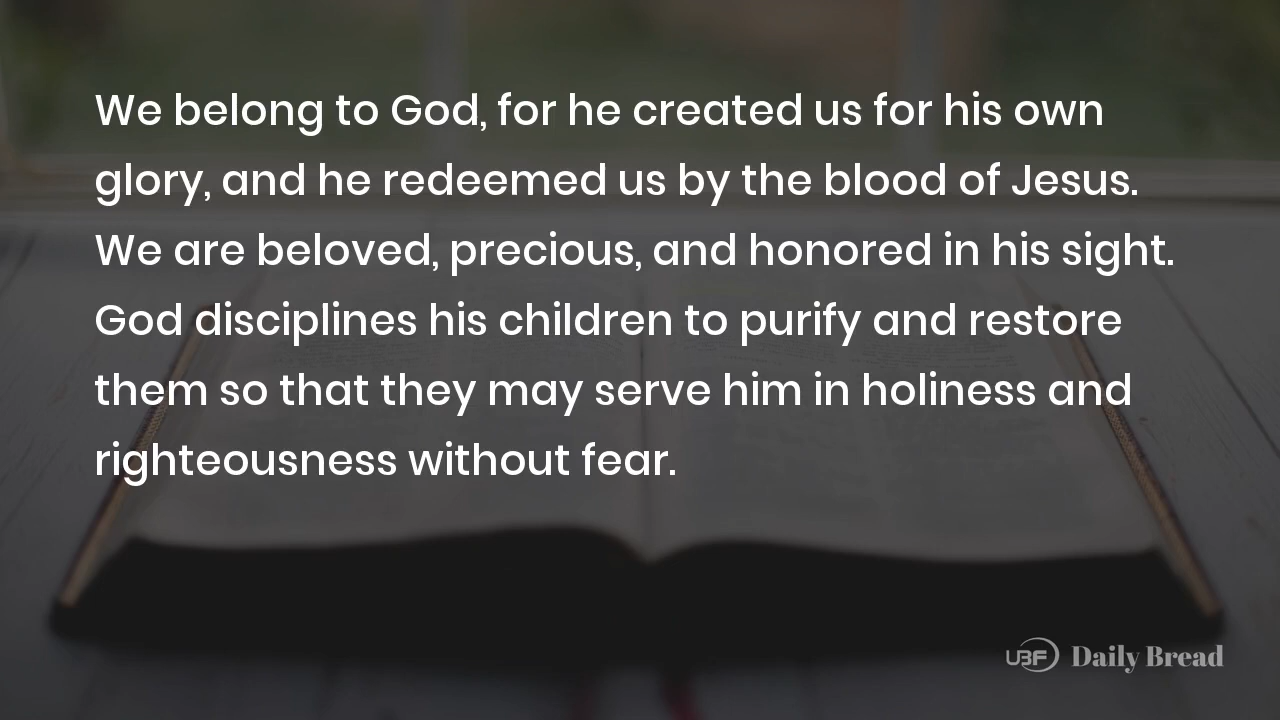 We belong to God, for he created us for his own
glory, and he redeemed us by the blood of Jesus.
We are beloved, precious, and honored in his sight.
God disciplines his children to purify and restore
them so that they may serve him in holiness and
righteousness without fear.
UBF Daily Bread